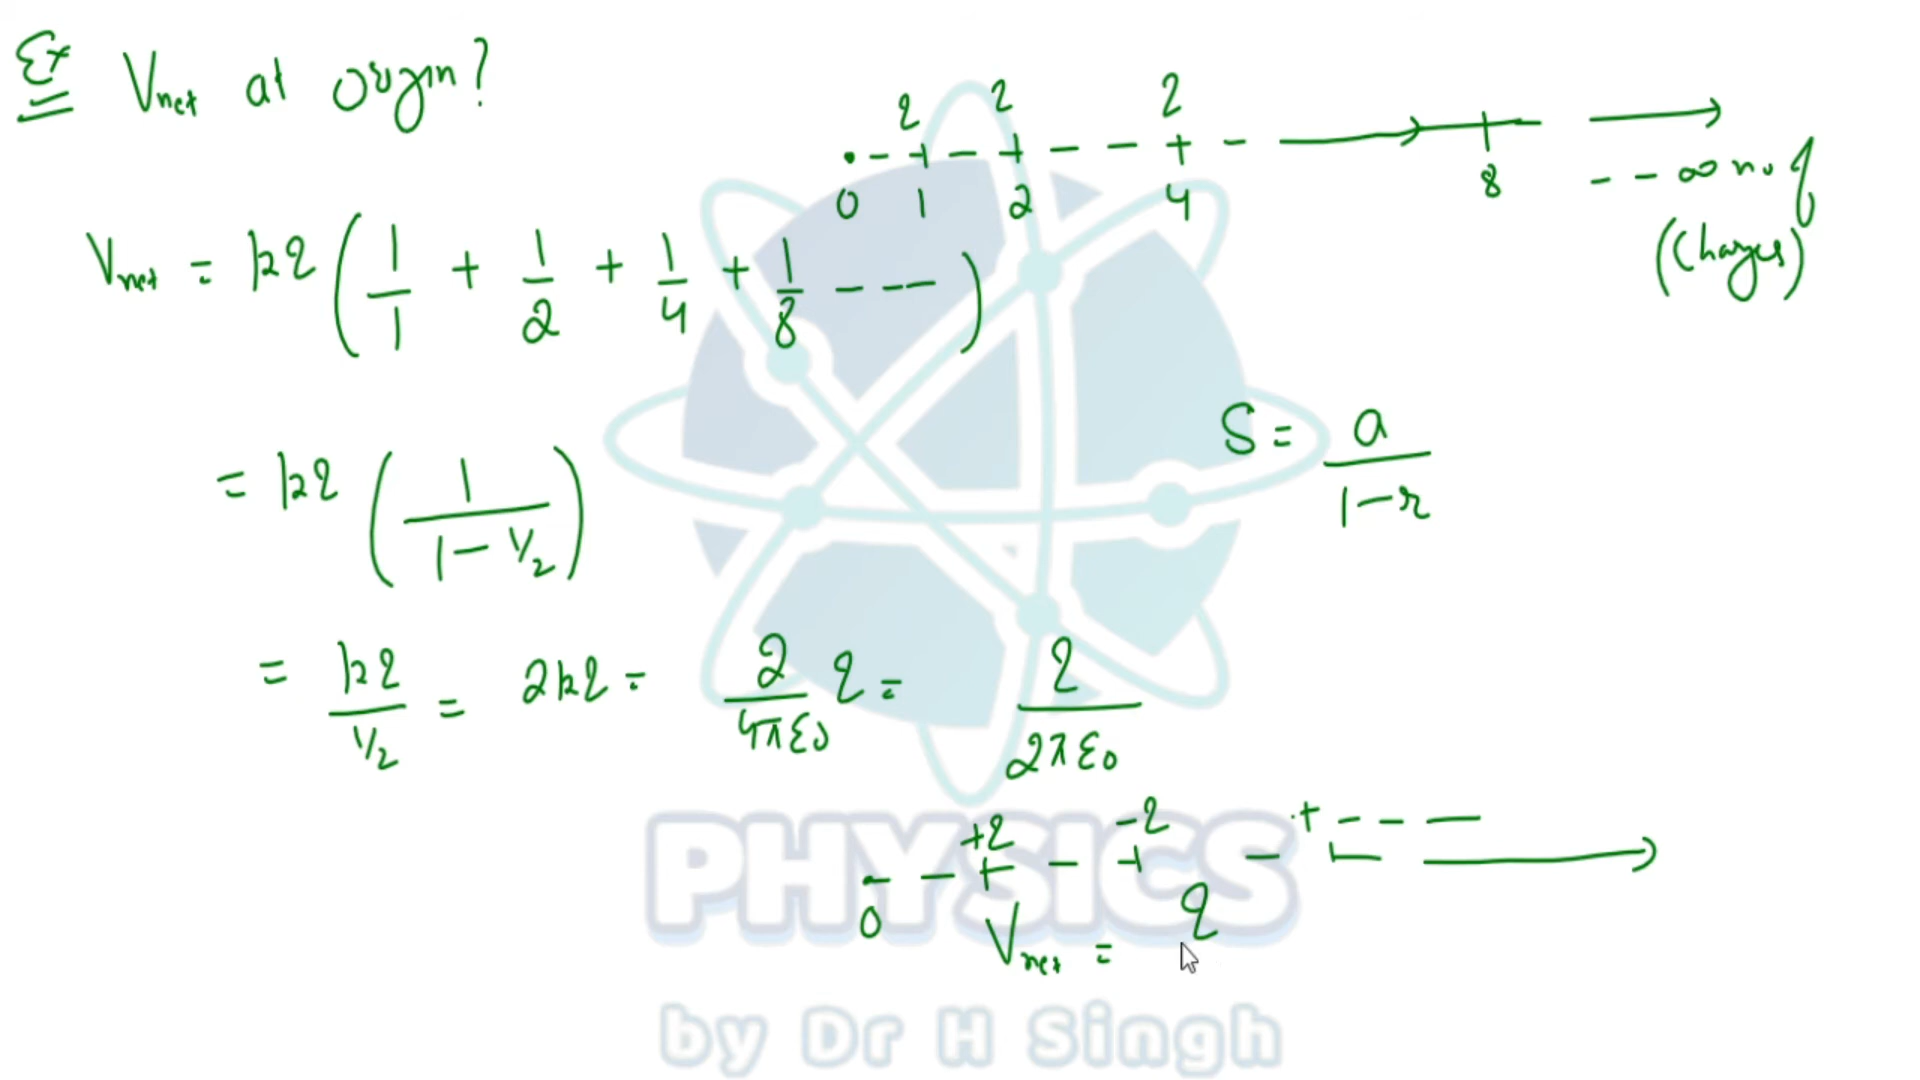 Ex Vnet at origin?
q q q
0 1 2 4 8 - - ∞ no. of
(Charges)
Vnet = kq ( 1/1 + 1/2 + 1/4 + 1/8 - - - )
= kq ( 1 / (1 - 1/2) )
S = a / (1-r)
= kq / (1/2) = 2kq = 2/(4πε0) q = q/(2πε0)
+q -q + - - -
0
Vnet = q
PHYSICS
by Dr H Singh